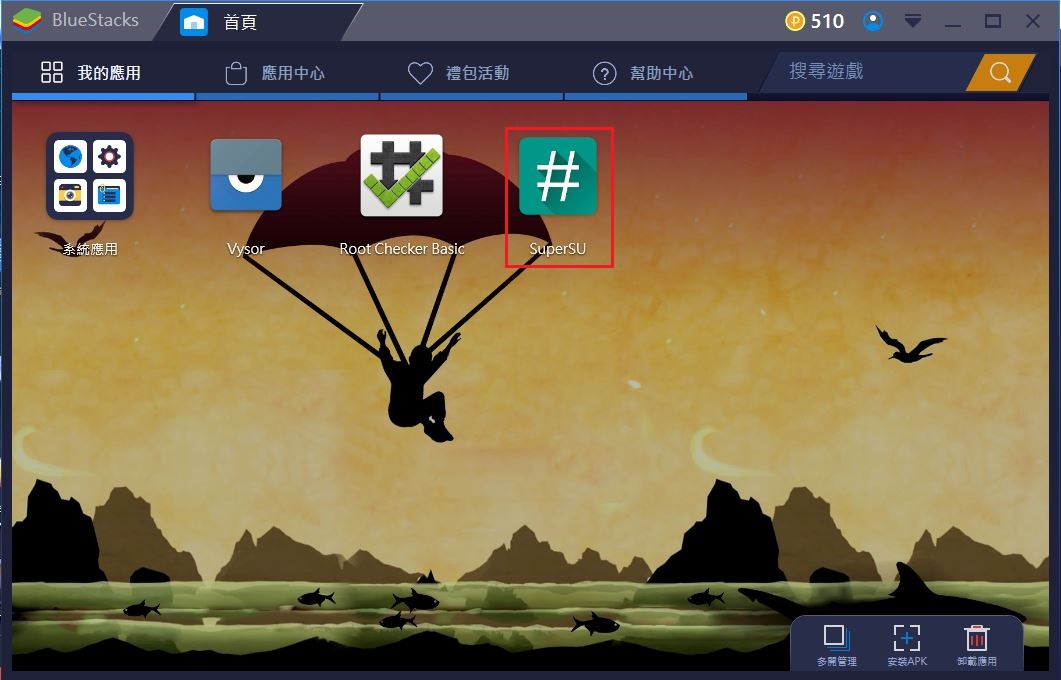 BlueStacks
首頁
510
我的應用
應用中心
禮包活動
幫助中心
搜尋遊戲
系統應用
Vysor
Root Checker Basic
SuperSU
多開管理
安裝APK
卸載應用